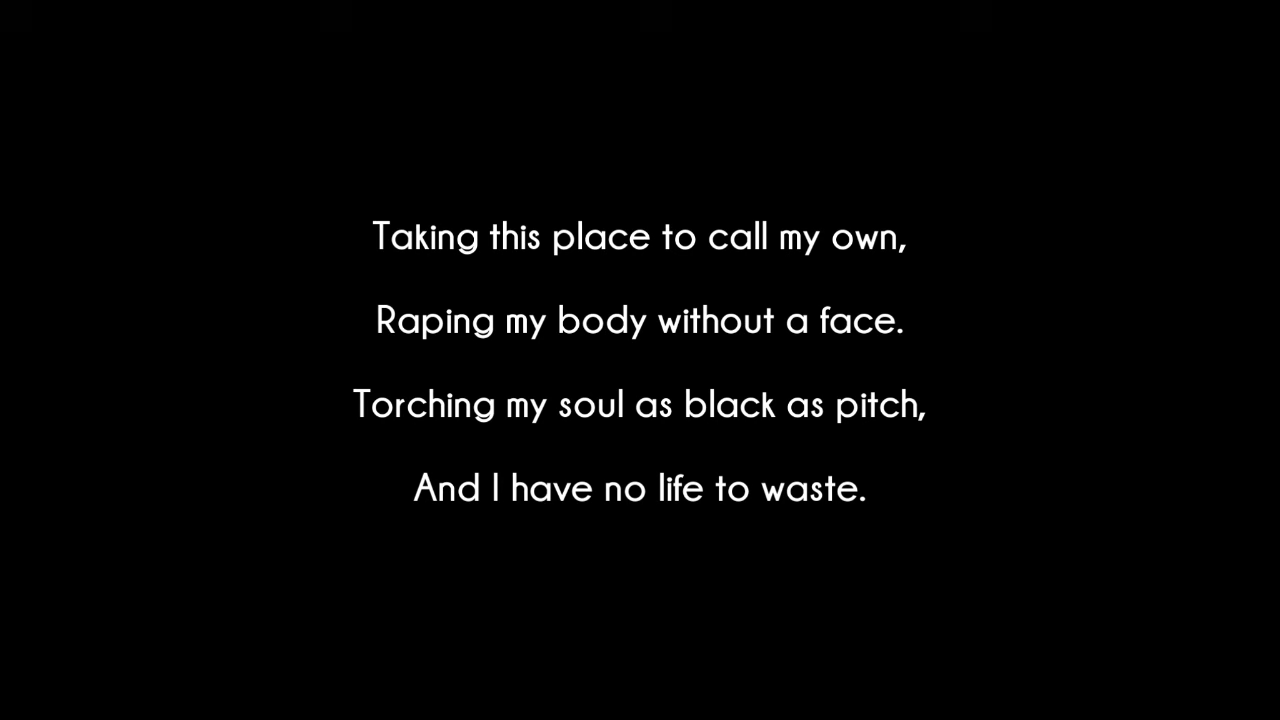 Taking this place to call my own,
Raping my body without a face.
Torching my soul as black as pitch,
And I have no life to waste.